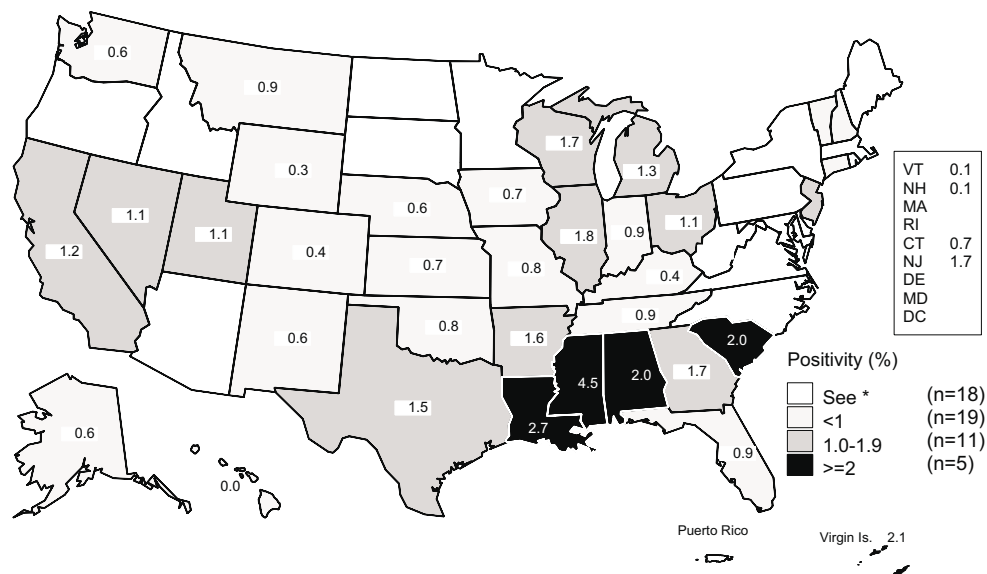 0.6
0.9
0.3
1.7
1.3
0.7
0.6
1.1
1.1
1.2
0.4
0.7
0.8
1.8
0.9
1.1
0.4
0.9
0.6
0.8
1.6
1.5
2.7
4.5
2.0
1.7
2.0
0.9
0.6
0.0
VT 0.1
NH 0.1
MA
RI
CT 0.7
NJ 1.7
DE
MD
DC
Positivity (%)
See * (n=18)
<1 (n=19)
1.0-1.9 (n=11)
>=2 (n=5)
Puerto Rico
Virgin Is. 2.1